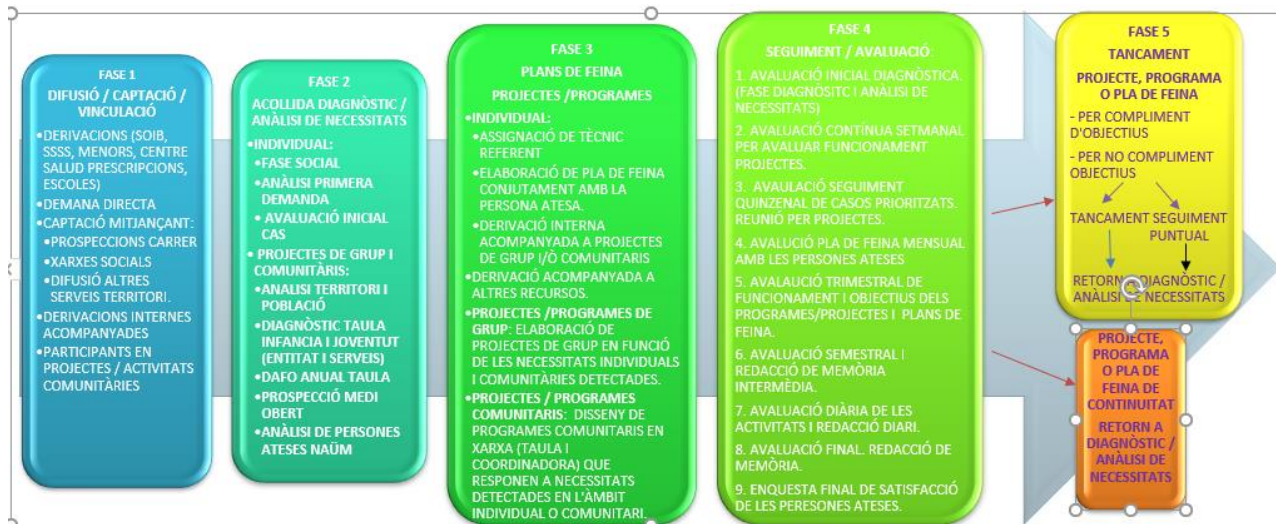 FASE 1
DIFUSIÓ / CAPTACIÓ /
VINCULACIÓ
•DERIVACIONS (SOIB,
SSSS, MENORS, CENTRE
SALUD PRESCRIPCIONS,
ESCOLES)
•DEMANA DIRECTA
•CAPTACIÓ MITJANÇANT:
•PROSPECCIONS CARRER
•XARXES SOCIALS
•DIFUSIÓ ALTRES
SERVEIS TERRITORI.
•DERIVACIONS INTERNES
ACOMPANYADES
•PARTICIPANTS EN
PROJECTES / ACTIVITATS
COMUNITÀRIES
FASE 2
ACOLLIDA DIAGNÒSTIC /
ANÀLISI DE NECESSITATS
•INDIVIDUAL:
•FASE SOCIAL
•ANÀLISI PRIMERA
DEMANDA
• AVALUACIÓ INICIAL
CAS
• PROJECTES DE GRUP I
COMUNITÀRIS:
•ANALISI TERRITORI I
POBLACIÓ
•DIAGNÒSTIC TAULA
INFANCIA I JOVENTUT
(ENTITAT I SERVEIS)
•DAFO ANUAL TAULA
•PROSPECCIÓ MEDI
OBERT
•ANÀLISI DE PERSONES
ATESES NAÜM
FASE 3
PLANS DE FEINA
PROJECTES /PROGRAMES
•INDIVIDUAL:
•ASSIGNACIÓ DE TÈCNIC
REFERENT
•ELABORACIÓ DE PLA DE FEINA
CONJUTAMENT AMB LA
PERSONA ATESA.
•DERIVACIÓ INTERNA
ACOMPANYADA A PROJECTES
DE GRUP I/Ò COMUNITARIS
•DERIVACIÓ ACOMPANYADA A
ALTRES RECURSOS.
•PROJECTES /PROGRAMES DE
GRUP: ELABORACIÓ DE
PROJECTES DE GRUP EN FUNCIÓ
DE LES NECESSITATS INDIVIDUALS
I COMUNITÀRIES DETECTADES.
•PROJECTES / PROGRAMES
COMUNITARIS: DISSENY DE
PROGRAMES COMUNITARIS EN
XARXA (TAULA I
COORDINADORA) QUE
RESPONEN A NECESSITATS
DETECTADES EN L'ÀMBIT
INDIVIDUAL O COMUNITARI.
FASE 4
SEGUIMENT / AVALUACIÓ:
1. AVALUACIÓ INICIAL DIAGNÒSTICA.
(FASE DIAGNÒSITC I ANÀLISI DE
NECESSITATS)
2. AVALUACIÓ CONTÍNUA SETMANAL
PER AVALUAR FUNCIONAMENT
PROJECTES.
3. AVAULACIÓ SEGUIMENT
QUINZENAL DE CASOS PRIORITZATS.
REUNIÓ PER PROJECTES.
4. AVALUCIÓ PLA DE FEINA MENSUAL
AMB LES PERSONES ATESES
5. AVALAUCIÓ TRIMESTRAL DE
FUNCIONAMENT I OBJECTIUS DELS
PROGRAMES/PROJECTES I PLANS DE
FEINA.
6. AVALUACIÓ SEMESTRAL I
REDACCIÓ DE MEMÒRIA
INTERMÈDIA.
7. AVALUACIÓ DIÀRIA DE LES
ACTIVITATS I REDACCIÓ DIARI.
8. AVALUACIÓ FINAL. REDACCIÓ DE
MEMÒRIA.
9. ENQUESTA FINAL DE SATISFACCIÓ
DE LES PERESONES ATERESES.
FASE 5
TANCAMENT
PROJECTE, PROGRAMA
O PLA DE FEINA
- PER COMPLIMENT
D'OBJECTIUS
- PER NO COMPLIMENT
OBJECTIUS
TANCAMENT SEGUIMENT
PUNTUAL
RETORN A DIAGNÒSTIC /
ANÀLISI DE NECESSITATS
PROJECTE,
PROGRAMA
O PLA DE
FEINA DE
CONTINUITAT
RETORN A
DIAGNÒSTIC /
ANÀLISI DE
NECESSITATS